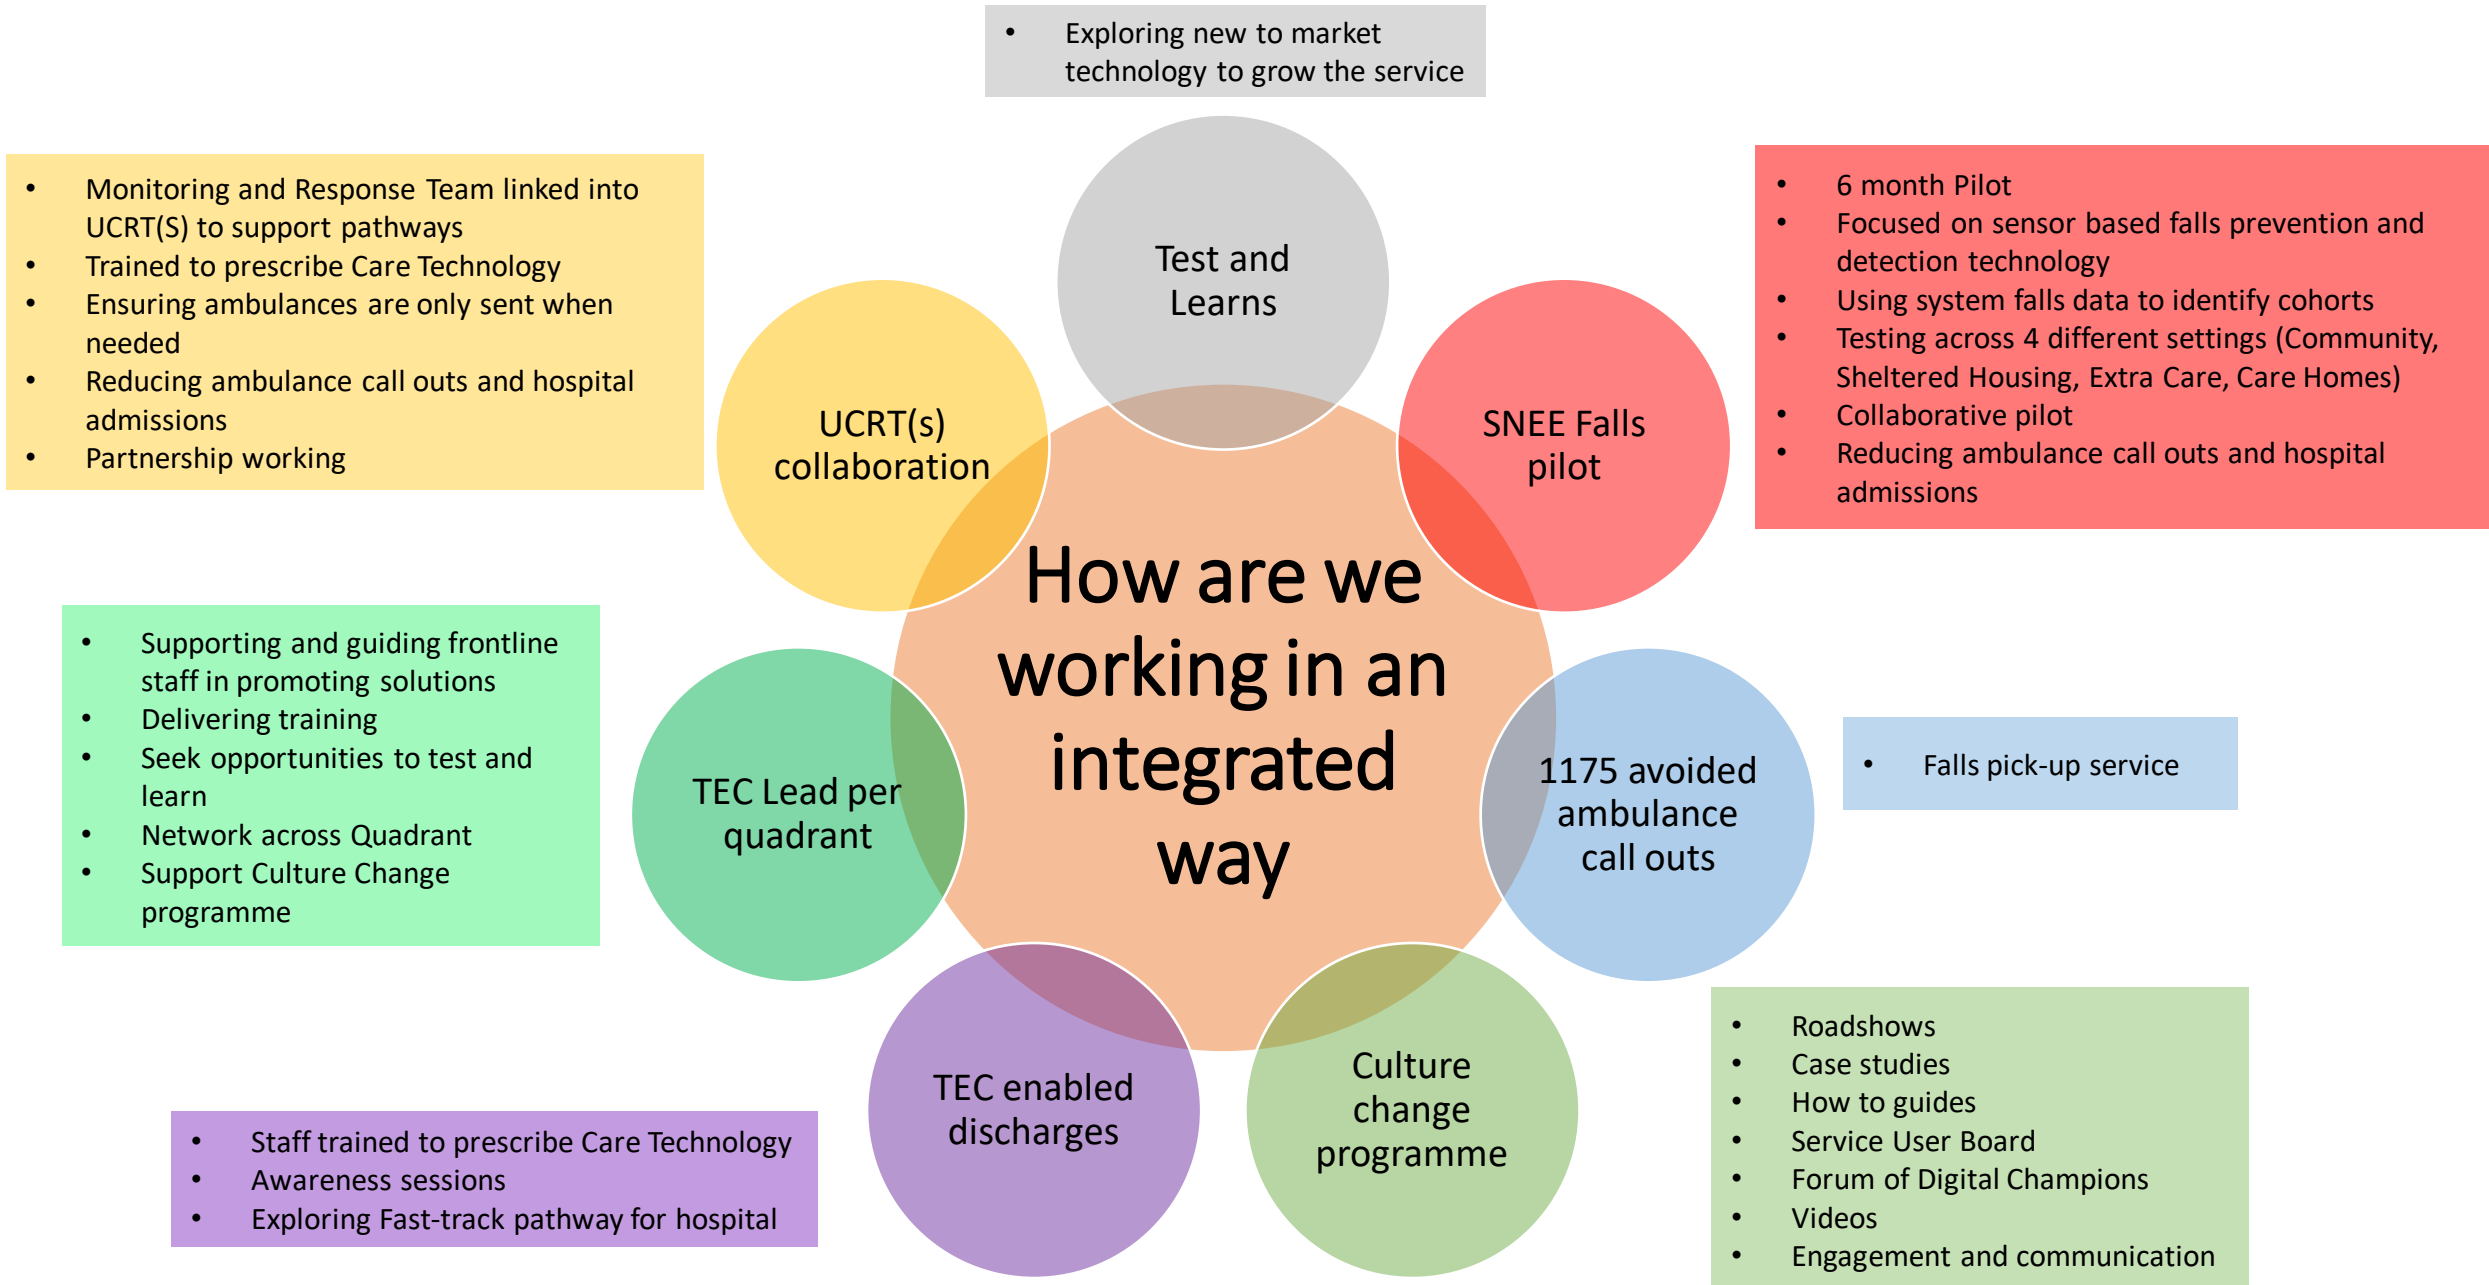 • Exploring new to market
technology to grow the service
Test and
Learns
• Monitoring and Response Team linked into
UCRT(S) to support pathways
• Trained to prescribe Care Technology
• Ensuring ambulances are only sent when
needed
• Reducing ambulance call outs and hospital
admissions
• Partnership working
UCRT(s)
collaboration
SNEE Falls
pilot
• 6 month Pilot
• Focused on sensor based falls prevention and
detection technology
• Using system falls data to identify cohorts
• Testing across 4 different settings (Community,
Sheltered Housing, Extra Care, Care Homes)
• Collaborative pilot
• Reducing ambulance call outs and hospital
admissions
How are we
working in an
integrated
way
• Supporting and guiding frontline
staff in promoting solutions
• Delivering training
• Seek opportunities to test and
learn
• Network across Quadrant
• Support Culture Change
programme
TEC Lead per
quadrant
1175 avoided
ambulance
call outs
• Falls pick-up service
• Staff trained to prescribe Care Technology
• Awareness sessions
• Exploring Fast-track pathway for hospital
TEC enabled
discharges
Culture
change
programme
• Roadshows
• Case studies
• How to guides
• Service User Board
• Forum of Digital Champions
• Videos
• Engagement and communication